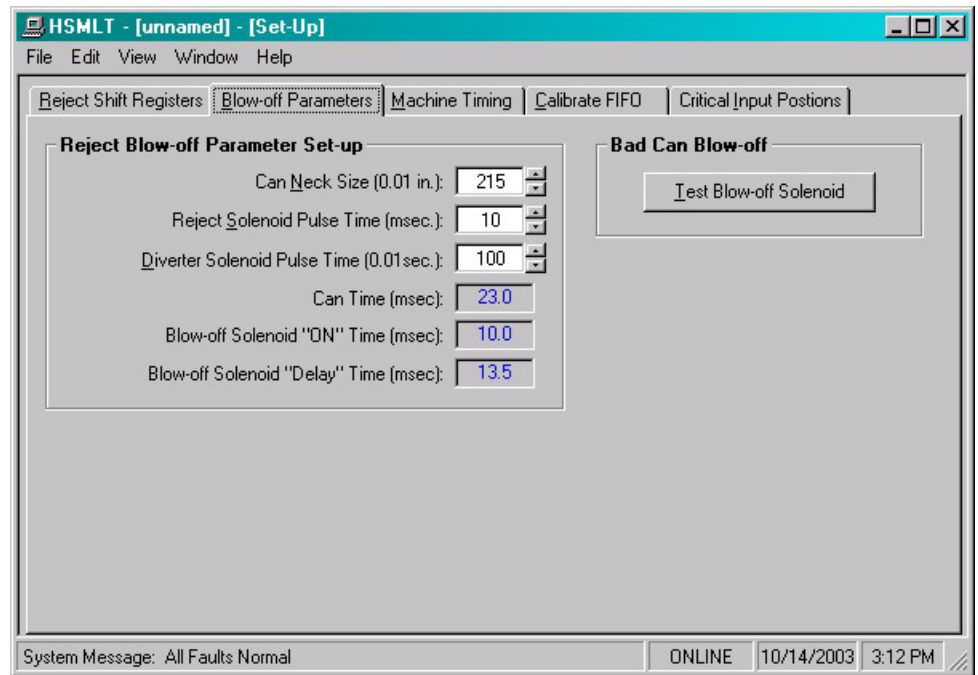 HSMLT - [unnamed] - [Set-Up]
File Edit View Window Help
Reject Shift Registers Blow-off Parameters Machine Timing Calibrate FIFO Critical Input Postions
Reject Blow-off Parameter Set-up
Can Neck Size (0.01 in.): 215
Reject Solenoid Pulse Time (msec.): 10
Diverter Solenoid Pulse Time (0.01sec.): 100
Can Time (msec): 23.0
Blow-off Solenoid "ON" Time (msec): 10.0
Blow-off Solenoid "Delay" Time (msec): 13.5
Bad Can Blow-off
Test Blow-off Solenoid
System Message: All Faults Normal ONLINE 10/14/2003 3:12 PM